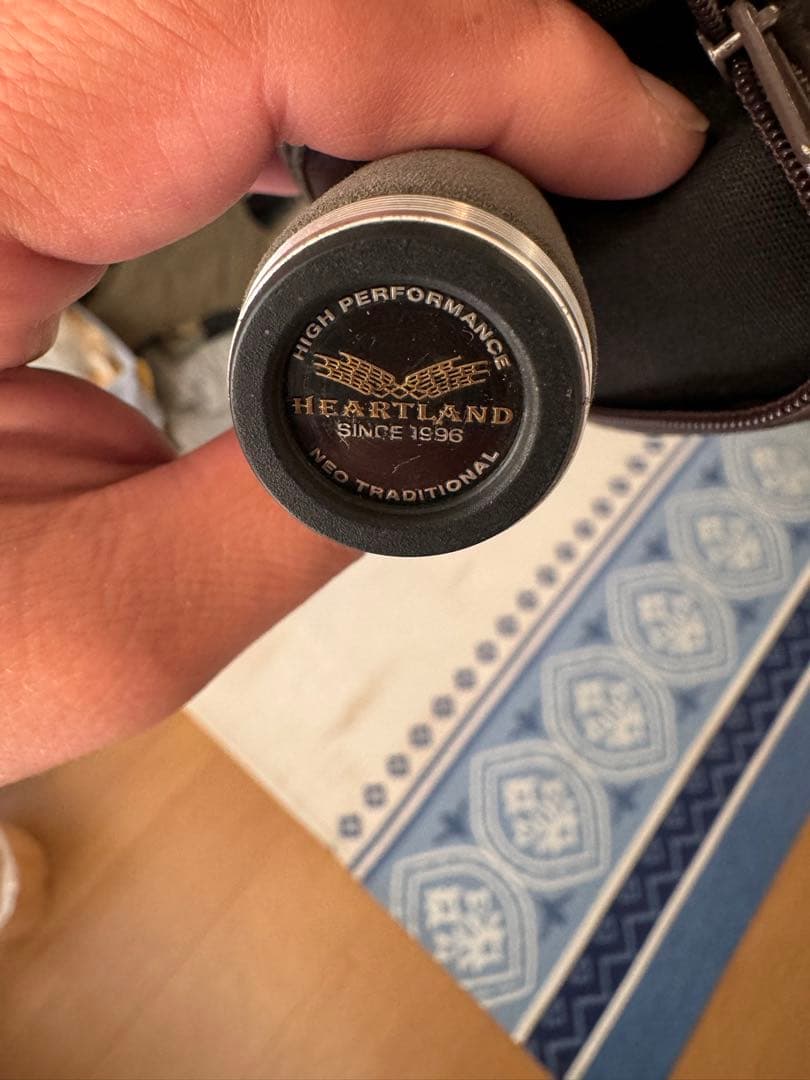 HIGH PERFORMANCE
HEARTLAND
SINCE 1996
NEO TRADITIONAL